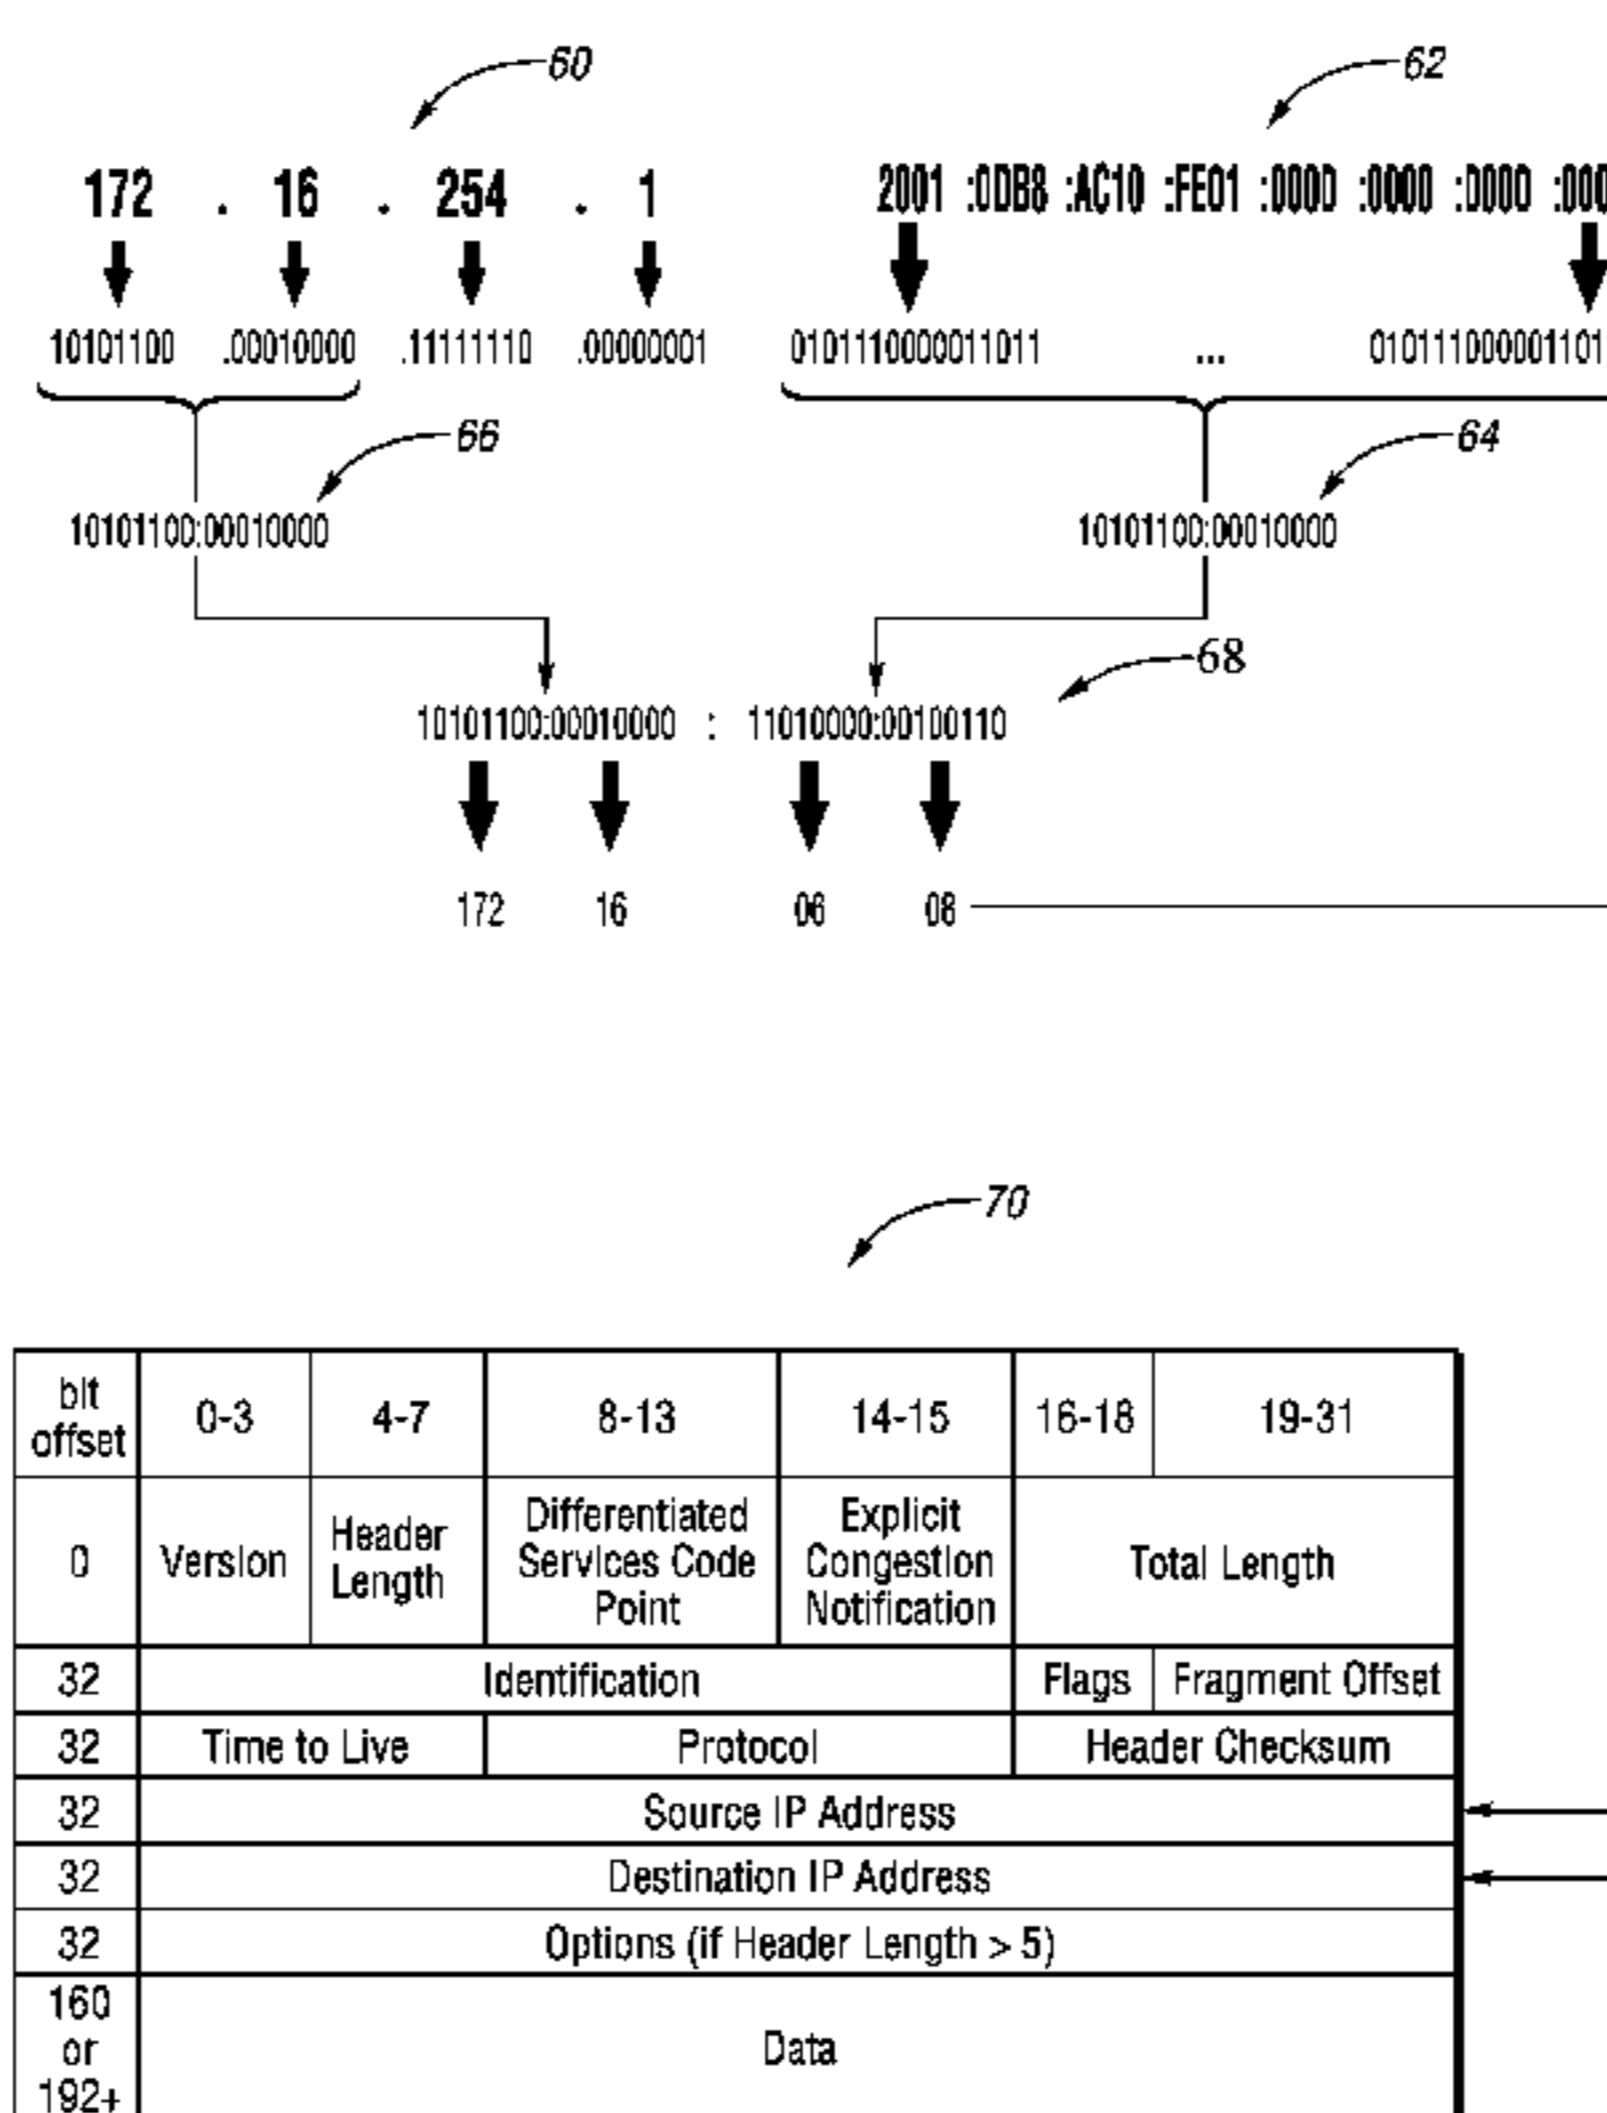 60
62
172 . 16 . 254 . 1
2001 :0DB8 :AC10 :FE01 :0000 :0000 :0000 :000
10101100 .00010000 .11111110 .00000001
0101110000011011 ... 010111000001101
66
64
10101100:00010000
10101100:00010000
68
10101100:00010000 : 11010000:00100110
172 16 06 08
70
bit offset 0-3 4-7 8-13 14-15 16-18 19-31
0 Version Header Length Differentiated Services Code Point Explicit Congestion Notification Total Length
32 Identification Flags Fragment Offset
32 Time to Live Protocol Header Checksum
32 Source IP Address
32 Destination IP Address
32 Options (if Header Length > 5)
160 or 192+ Data